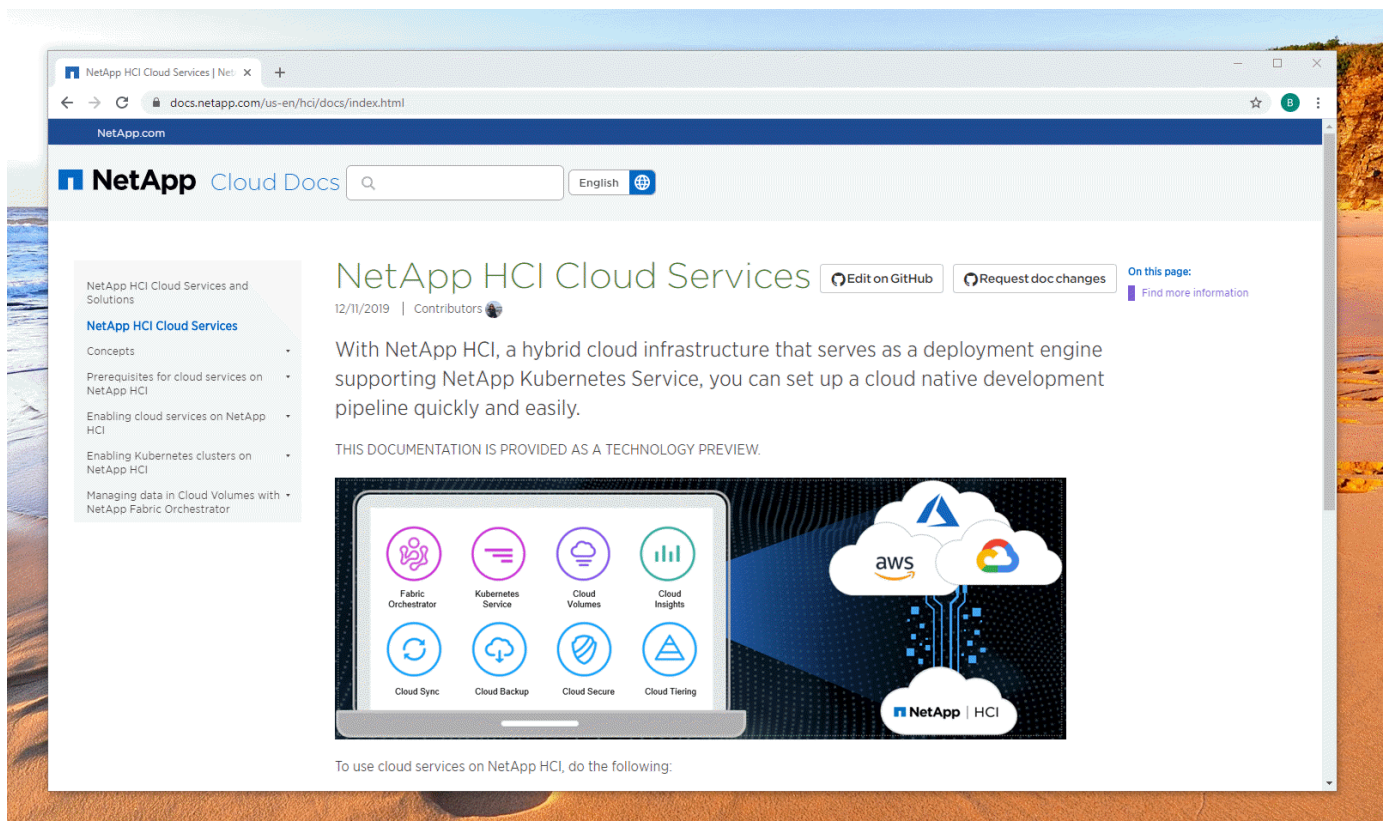 NetApp HCI Cloud Services | Net
docs.netapp.com/us-en/hci/docs/index.html
B
NetApp.com
NetApp Cloud Docs
English
NetApp HCI Cloud Services and
Solutions
NetApp HCI Cloud Services
Concepts
Prerequisites for cloud services on
NetApp HCI
Enabling cloud services on NetApp
HCI
Enabling Kubernetes clusters on
NetApp HCI
Managing data in Cloud Volumes with
NetApp Fabric Orchestrator
NetApp HCI Cloud Services
Edit on GitHub
Request doc changes
12/11/2019 | Contributors
With NetApp HCI, a hybrid cloud infrastructure that serves as a deployment engine
supporting NetApp Kubernetes Service, you can set up a cloud native development
pipeline quickly and easily.
THIS DOCUMENTATION IS PROVIDED AS A TECHNOLOGY PREVIEW.
Fabric
Orchestrator
Kubernetes
Service
Cloud
Volumes
Cloud
Insights
Cloud Sync
Cloud Backup
Cloud Secure
Cloud Tiering
aws
NetApp | HCI
To use cloud services on NetApp HCI, do the following:
On this page:
Find more information